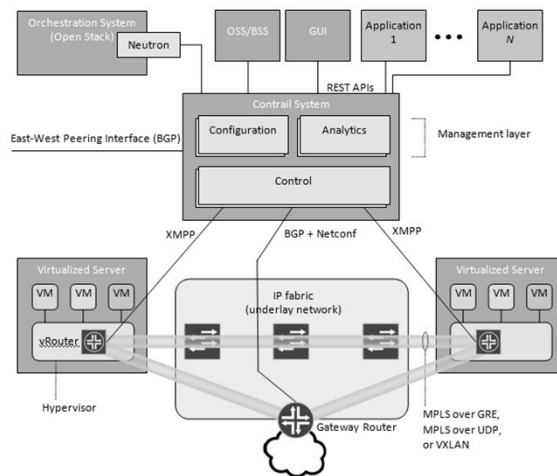 Orchestration System
(Open Stack)
Neutron
OSS/BSS
GUI
Application
1
Application
N
REST APIs
Contrail System
Configuration
Analytics
Control
Management layer
East-West Peering Interface (BGP)
XMPP
BGP + Netconf
XMPP
Virtualized Server
VM
VM
VM
vRouter
Hypervisor
IP fabric
(underlay network)
Virtualized Server
VM
VM
VM
MPLS over GRE,
MPLS over UDP,
or VXLAN
Gateway Router